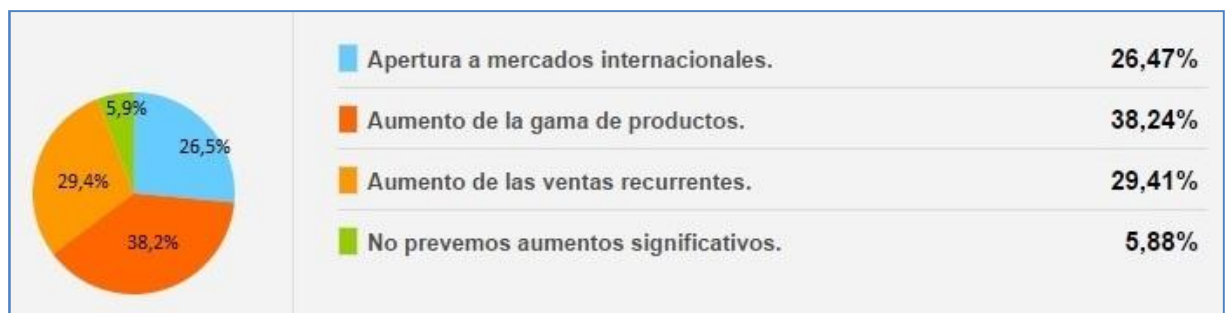 5,9%
26,5%
29,4%
38,2%
Apertura a mercados internacionales. 26,47%
Aumento de la gama de productos. 38,24%
Aumento de las ventas recurrentes. 29,41%
No prevemos aumentos significativos. 5,88%